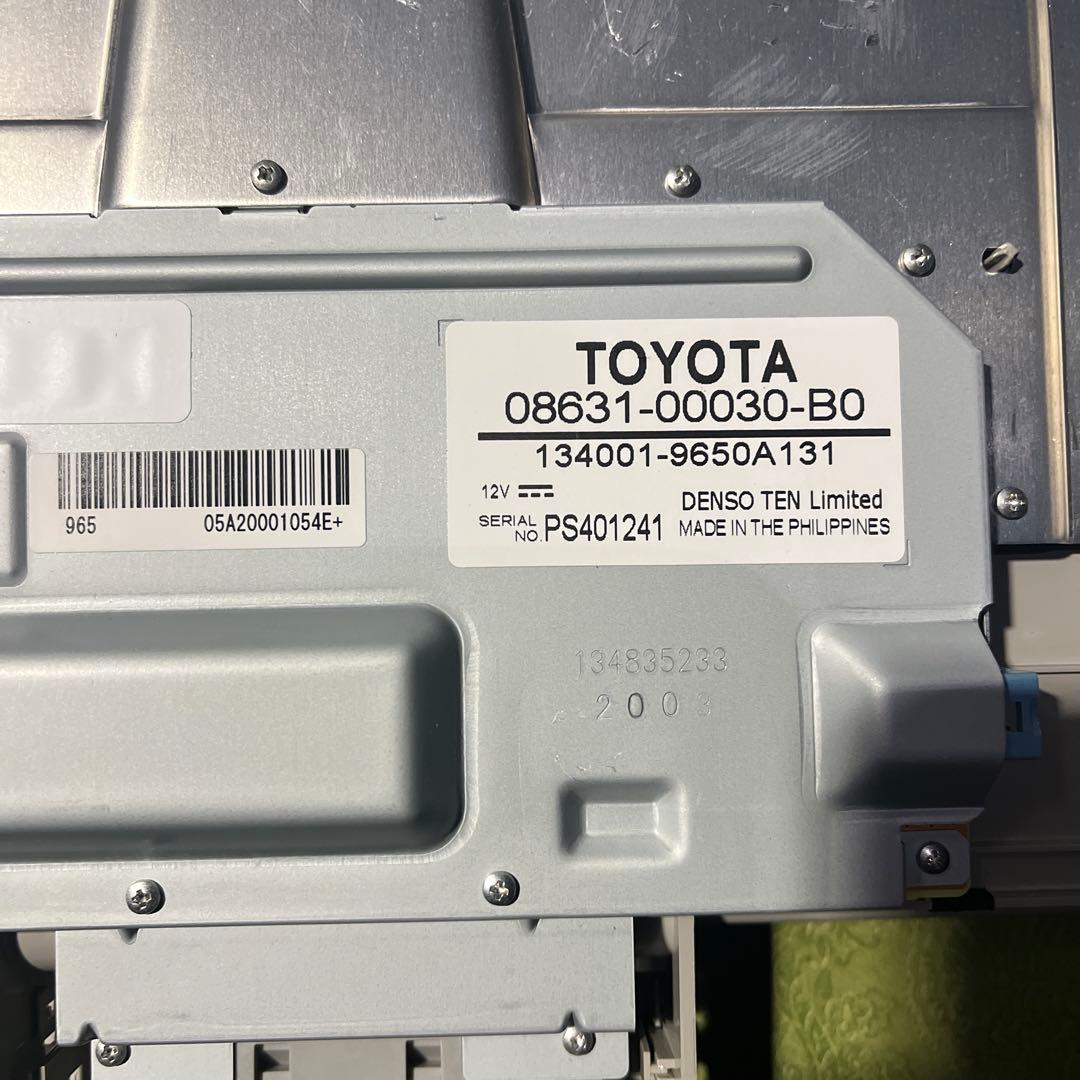 TOYOTA
08631-00030-B0
134001-9650A131
12V
DENSO TEN Limited
SERIAL NO. PS401241
MADE IN THE PHILIPPINES
965 05A20001054E+
134835233
2003